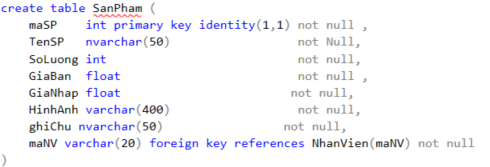 create table SanPham (
maSP int primary key identity(1,1) not null ,
TenSP nvarchar(50) not Null,
SoLuong int not null,
GiaBan float not null ,
GiaNhap float not null,
HinhAnh varchar(400) not null,
ghiChu nvarchar(50) not null,
maNV varchar(20) foreign key references NhanVien(maNV) not null
)